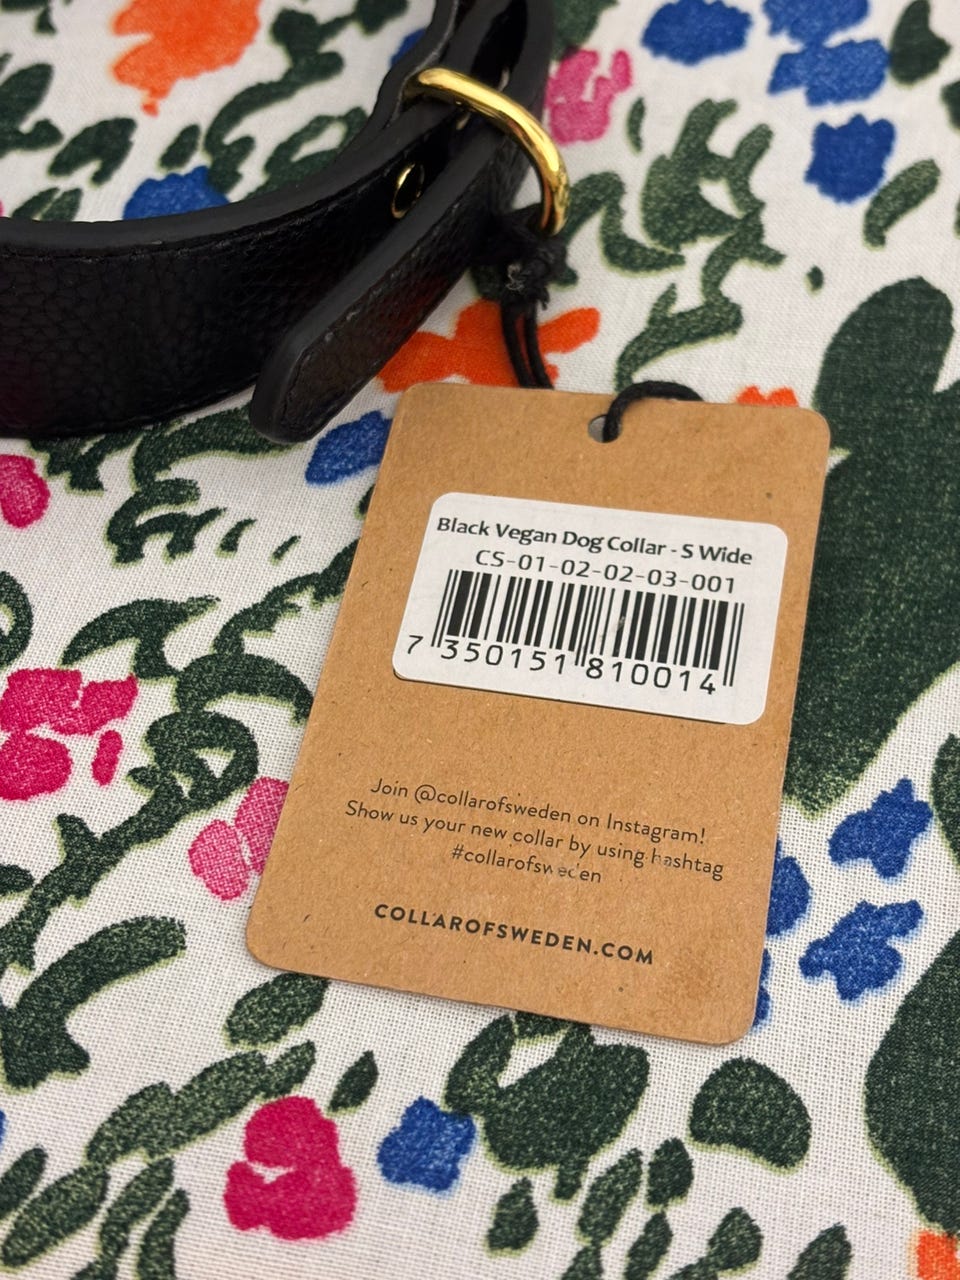 Black Vegan Dog Collar - S Wide
CS-01-02-02-03-001
7 350151 810014
Join @collarofsweden on Instagram!
Show us your new collar by using hashtag
#collarofsweden
COLLAROFSWEDEN.COM